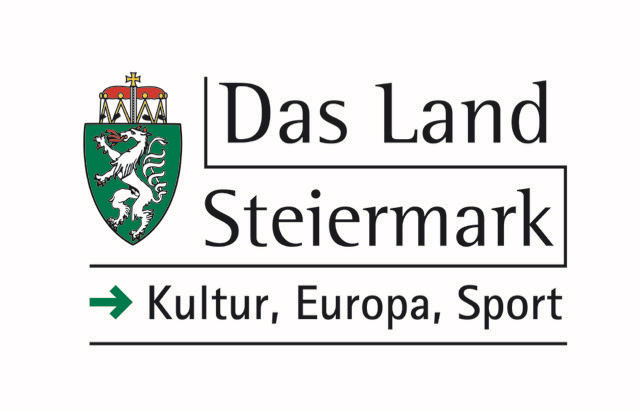 Das Land
Steiermark
Kultur, Europa, Sport